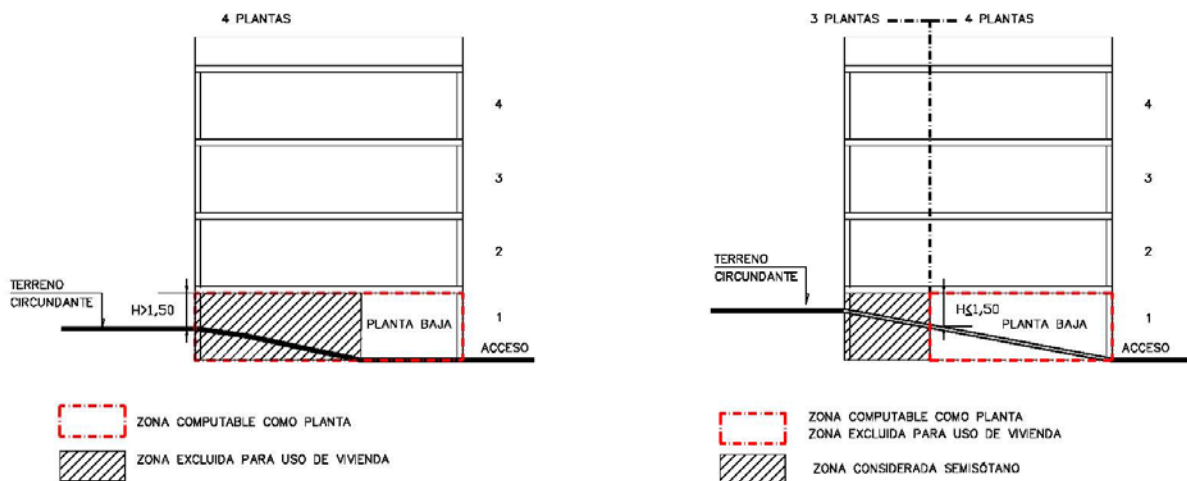 4 PLANTAS
4
3
2
TERRENO
CIRCUNDANTE
H>1,50
PLANTA BAJA
1
ACCESO
ZONA COMPUTABLE COMO PLANTA
ZONA EXCLUIDA PARA USO DE VIVIENDA
3 PLANTAS
4 PLANTAS
4
3
2
TERRENO
CIRCUNDANTE
H≤1,50
PLANTA BAJA
1
ACCESO
ZONA COMPUTABLE COMO PLANTA
ZONA EXCLUIDA PARA USO DE VIVIENDA
ZONA CONSIDERADA SEMISÓTANO